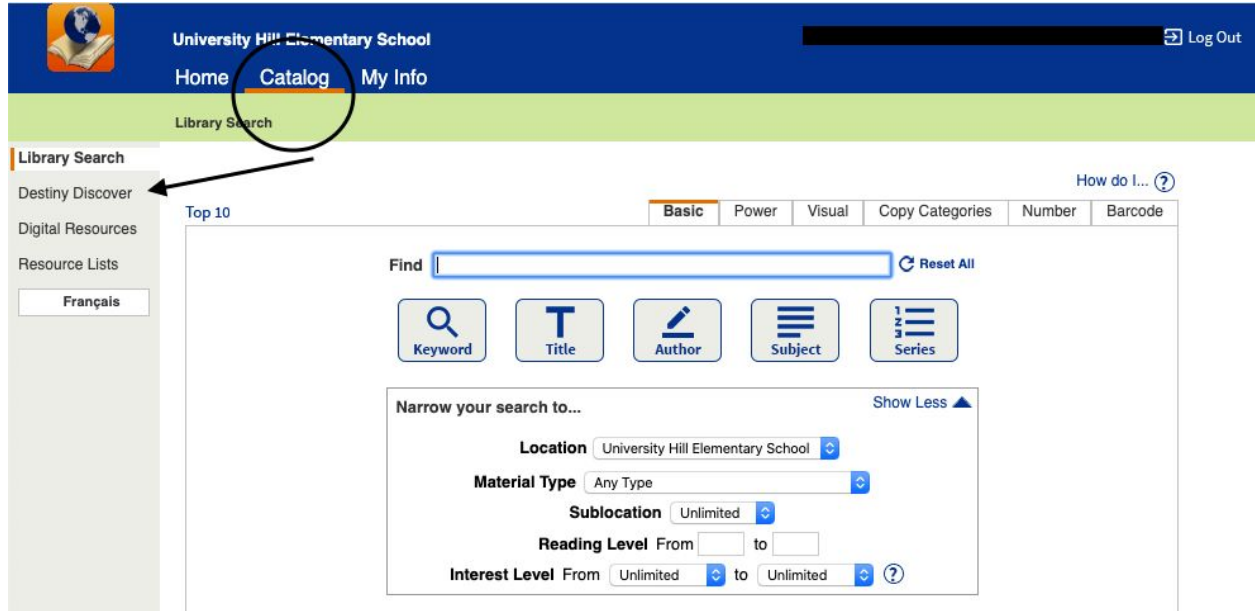 University Hill Elementary School
Log Out
Home Catalog My Info
Library Search
Library Search
Destiny Discover
Digital Resources
Resource Lists
Français
How do I... ?
Top 10
Basic Power Visual Copy Categories Number Barcode
Find Reset All
Keyword Title Author Subject Series
Narrow your search to... Show Less
Location University Hill Elementary School
Material Type Any Type
Sublocation Unlimited
Reading Level From to
Interest Level From Unlimited to Unlimited ?